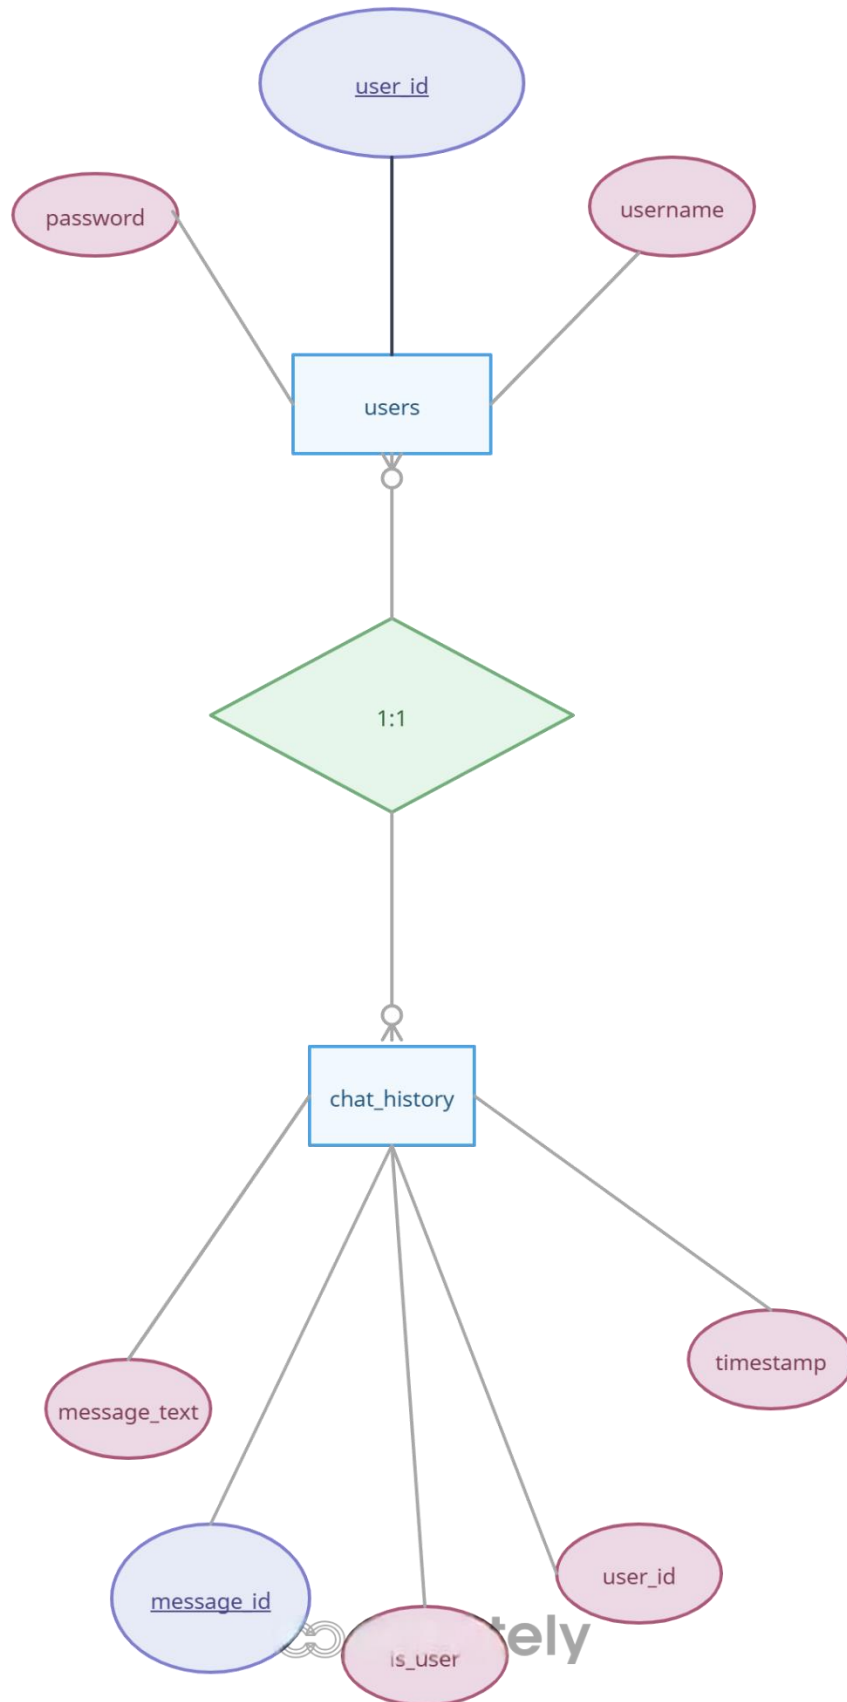 user_id
password
username
users
1:1
chat_history
timestamp
message_text
user_id
message_id
is_user